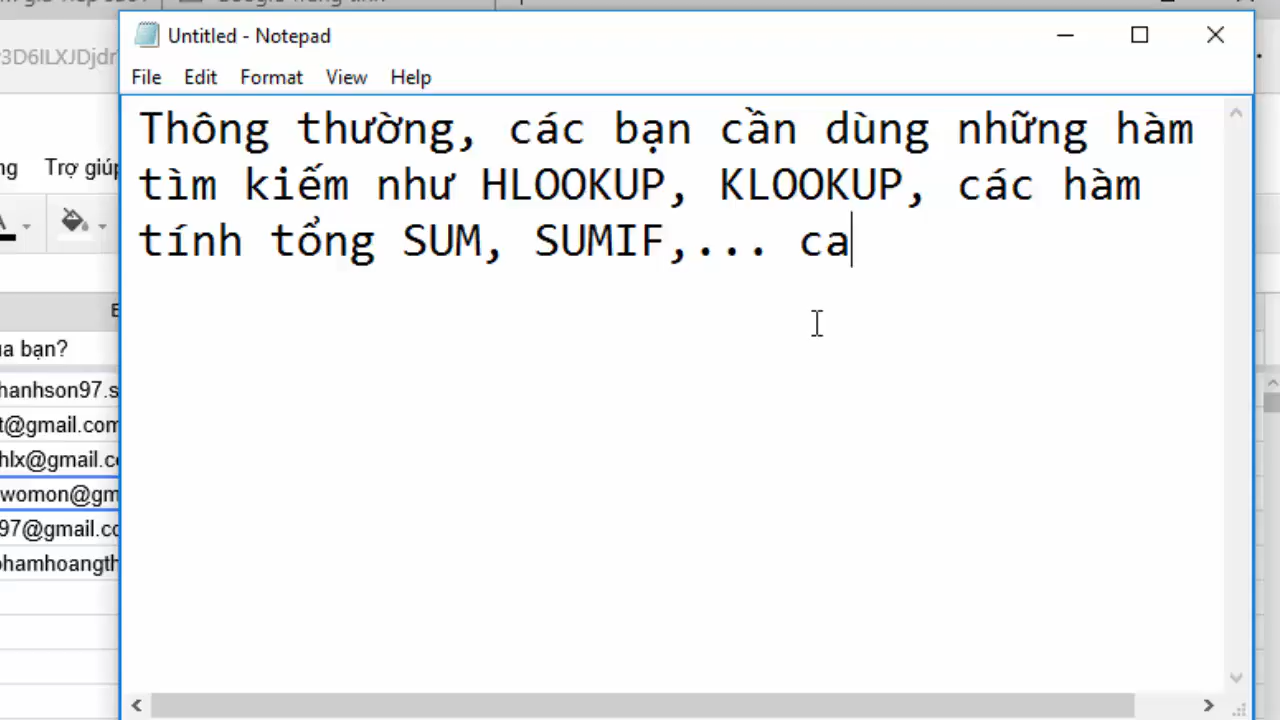 Untitled - Notepad
File Edit Format View Help
Thông thường, các bạn cần dùng những hàm
tìm kiếm như HLOOKUP, KLOOKUP, các hàm
tính tổng SUM, SUMIF,... ca
Trợ giúp
bạn?
hanhson97.s
t@gmail.com
hlx@gmail.co
womon@gm
97@gmail.co
phamhoangth